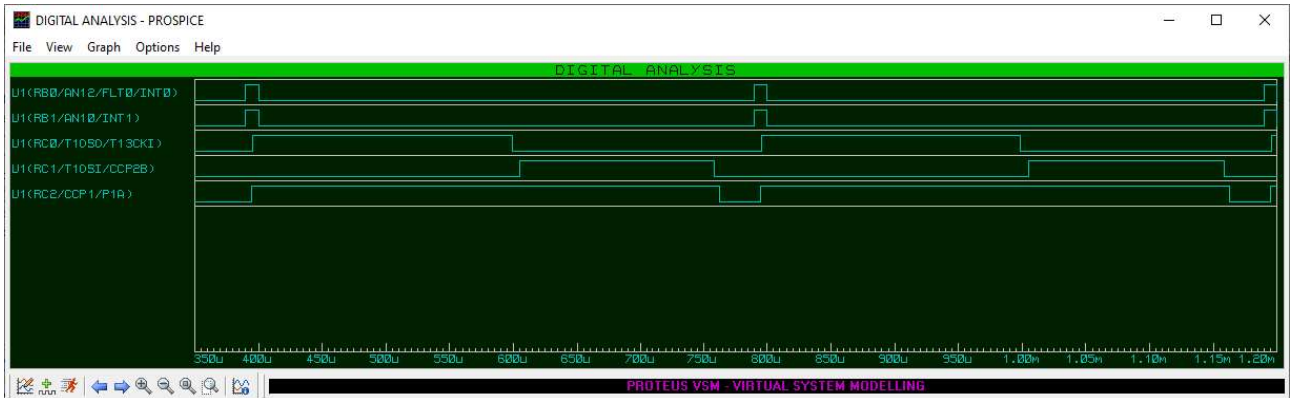 DIGITAL ANALYSIS - PROSPICE
File View Graph Options Help
DIGITAL ANALYSIS
U1(RB0/AN12/FLT0/INT0)
U1(RB1/AN10/INT1)
U1(RC0/T1OSO/T13CKI)
U1(RC1/T1OSI/CCP2B)
U1(RC2/CCP1/P1A)
350u 400u 450u 500u 550u 600u 650u 700u 750u 800u 850u 900u 950u 1.00m 1.05m 1.10m 1.15m 1.20m
PROTEUS VSM - VIRTUAL SYSTEM MODELLING